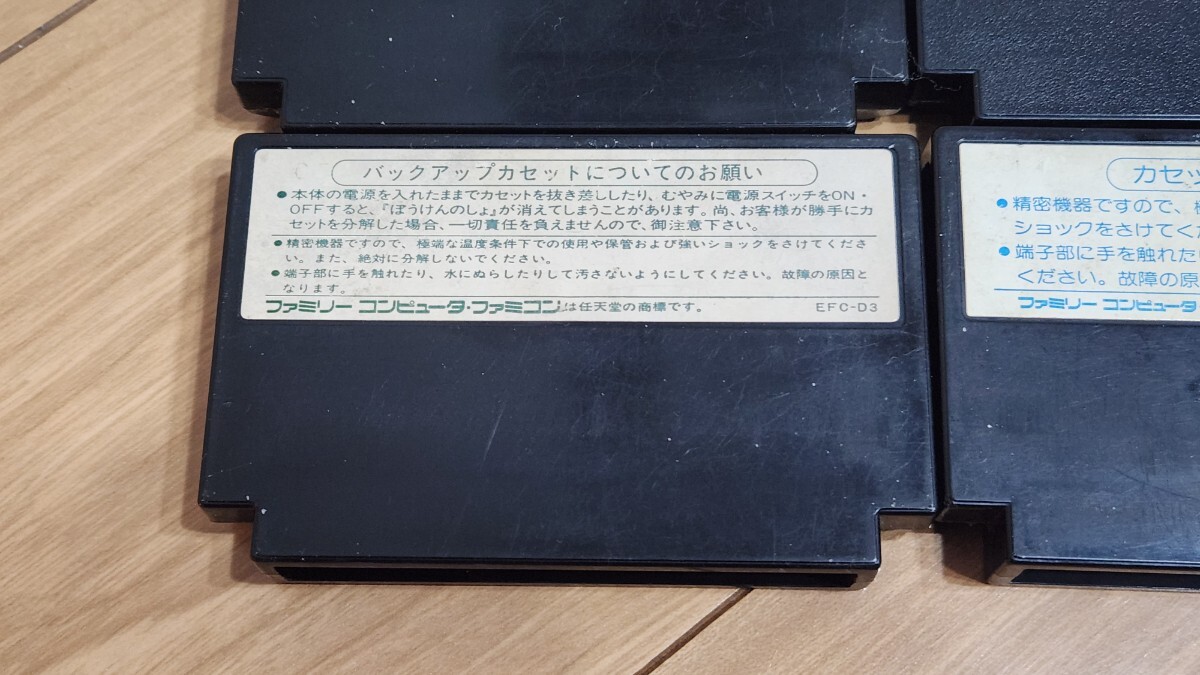 バックアップカセットについてのお願い
●本体の電源を入れたままでカセットを抜き差ししたり、むやみに電源スイッチをON・
OFFすると、『ぼうけんのしょ』が消えてしまうことがあります。尚、お客様が勝手にカ
セットを分解した場合、一切責任を負えませんので、御注意下さい。
●精密機器ですので、極端な温度条件下での使用や保管および強いショックをさけてくださ
い。また、絶対に分解しないでください。
●端子部に手を触れたり、水にぬらしたりして汚さないようにしてください。故障の原因と
なります。
ファミリー コンピュータ・ファミコンは任天堂の商標です。 EFC-D3
カセッ
●精密機器ですので、
ショックをさけてくだ
●端子部に手を触れたり
ください。故障の原
ファミリー コンピュータ